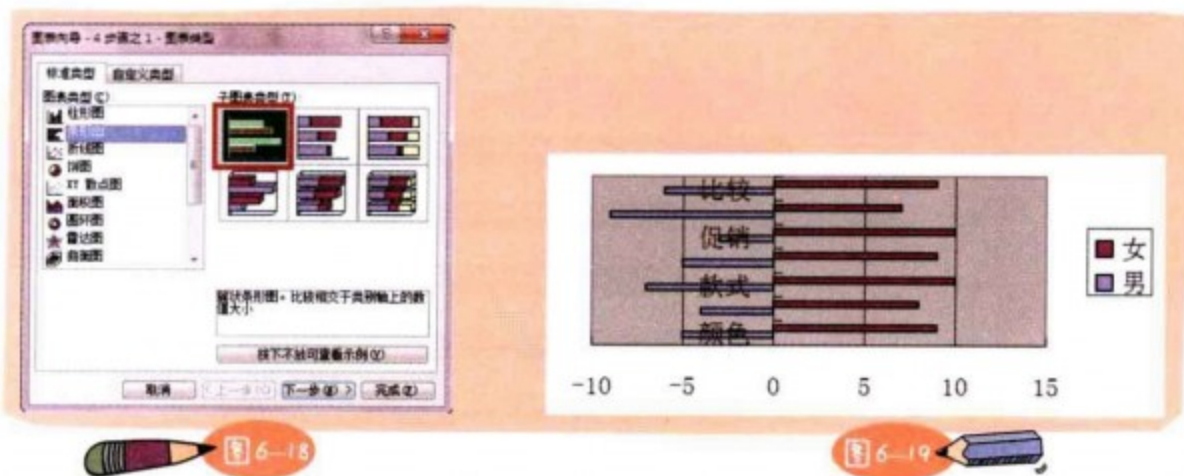 图表向导 - 4 步骤之 1 - 图表类型
标准类型 自定义类型
图表类型(C)
子图表类型(T)
柱形图
条形图
折线图
饼图
XT 散点图
面积图
圆环图
雷达图
曲面图
簇状条形图。比较相交于类别轴上的数
值大小
按下不放可查看示例(V)
取消 <上一步(B) 下一步(N) > 完成(F)
图 6—18
比较
促销
款式
颜色
女
男
-10 -5 0 5 10 15
图 6—19